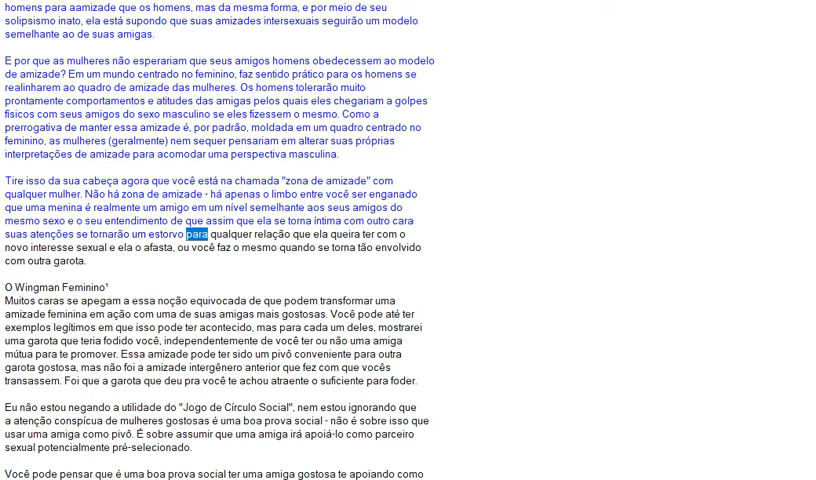 homens para aamizade que os homens, mas da mesma forma, e por meio de seu
solipsismo inato, ela está supondo que suas amizades intersexuais seguirão um modelo
semelhante ao de suas amigas.
E por que as mulheres não esperariam que seus amigos homens obedecessem ao modelo
de amizade? Em um mundo centrado no feminino, faz sentido prático para os homens se
realinharem ao quadro de amizade das mulheres. Os homens tolerarão muito
prontamente comportamentos e atitudes das amigas pelos quais eles chegariam a golpes
físicos com seus amigos do sexo masculino se eles fizessem o mesmo. Como a
prerrogativa de manter essa amizade é, por padrão, moldada em um quadro centrado no
feminino, as mulheres (geralmente) nem sequer pensariam em alterar suas próprias
interpretações de amizade para acomodar uma perspectiva masculina.
Tire isso da sua cabeça agora que você está na chamada "zona de amizade" com
qualquer mulher. Não há zona de amizade - há apenas o limbo entre você ser enganado
que uma menina é realmente um amigo em um nível semelhante aos seus amigos do
mesmo sexo e o seu entendimento de que assim que ela se torna íntima com outro cara
suas atenções se tornarão um estorvo para qualquer relação que ela queira ter com o
novo interesse sexual e ela o afasta, ou você faz o mesmo quando se torna tão envolvido
com outra garota.
O Wingman Feminino¹
Muitos caras se apegam a essa noção equivocada de que podem transformar uma
amizade feminina em ação com uma de suas amigas mais gostosas. Você pode até ter
exemplos legítimos em que isso pode ter acontecido, mas para cada um deles, mostrarei
uma garota que teria fodido você, independentemente de você ter ou não uma amiga
mútua para te promover. Essa amizade pode ter sido um pivô conveniente para outra
garota gostosa, mas não foi a amizade intergênero anterior que fez com que vocês
transassem. Foi que a garota que deu pra você te achou atraente o suficiente para foder.
Eu não estou negando a utilidade do "Jogo de Círculo Social", nem estou ignorando que
a atenção conspícua de mulheres gostosas é uma boa prova social - não é sobre isso que
usar uma amiga como pivô. É sobre assumir que uma amiga irá apoiá-lo como parceiro
sexual potencialmente pré-selecionado.
Você pode pensar que é uma boa prova social ter uma amiga gostosa te apoiando como